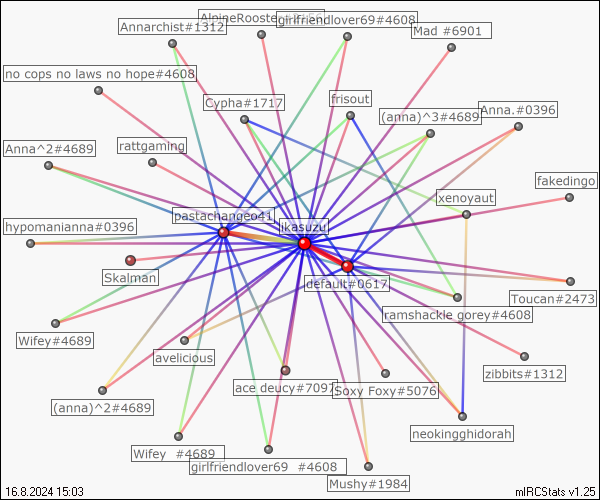 Annarchist#1312
AlpineRooster
girlfriendlover69#4608
Mad #6901
no cops no laws no hope#4608
Cypha#1717
frisout
(anna)^3#4689
Anna.#0396
Anna^2#4689
rattgaming
fakedingo
xenoyaut
pastachangeo41
likasuzu
hypomanianna#0396
Skalman
default#0617
Toucan#2473
ramshackle gorey#4608
Wifey#4689
avelicious
zibbits#1312
ace deucy#7097
Soxy Foxy#5076
(anna)^2#4689
neokingghidorah
Wifey #4689
girlfriendlover69 #4608
Mushy#1984
16.8.2024 15:03
mIRCStats v1.25